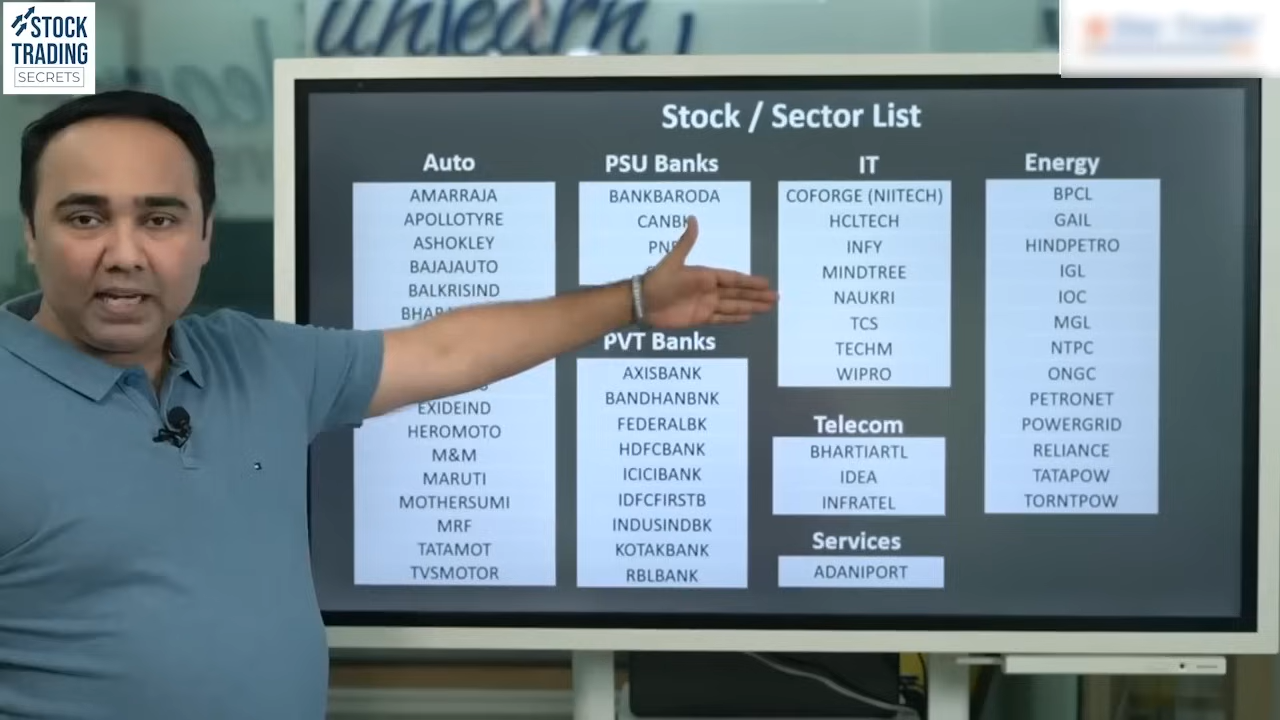 STOCK
TRADING
SECRETS
unlearn
Stock / Sector List
Auto
AMARRAJA
APOLLOTYRE
ASHOKLEY
BAJAJAUTO
BALKRISIND
EXIDEIND
HEROMOTO
M&M
MARUTI
MOTHERSUMI
MRF
TATAMOT
TVSMOTOR
PSU Banks
BANKBARODA
PVT Banks
AXISBANK
BANDHANBNK
FEDERALBK
HDFCBANK
ICICIBANK
IDFCFIRSTB
INDUSINDBK
KOTAKBANK
RBLBANK
IT
COFORGE (NIITECH)
HCLTECH
INFY
MINDTREE
NAUKRI
TCS
TECHM
WIPRO
Telecom
BHARTIARTL
IDEA
INFRATEL
Services
ADANIPORT
Energy
BPCL
GAIL
HINDPETRO
IGL
IOC
MGL
NTPC
ONGC
PETRONET
POWERGRID
RELIANCE
TATAPOW
TORNTPOW